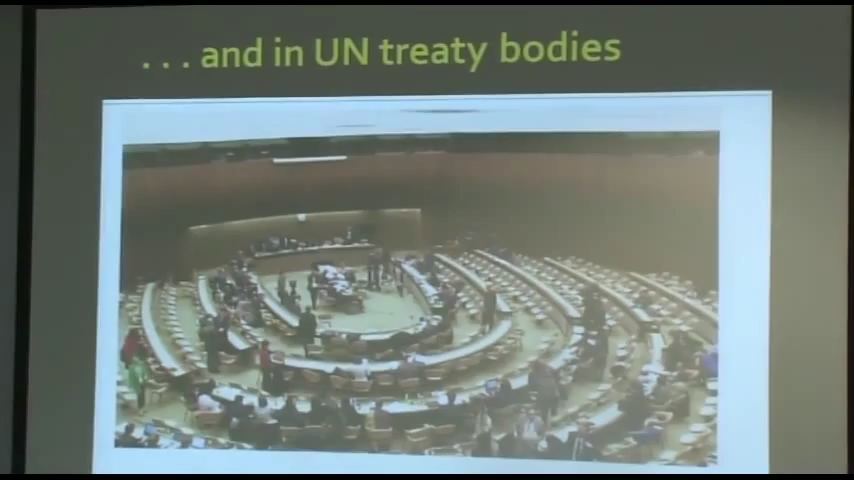 . . . and in UN treaty bodies